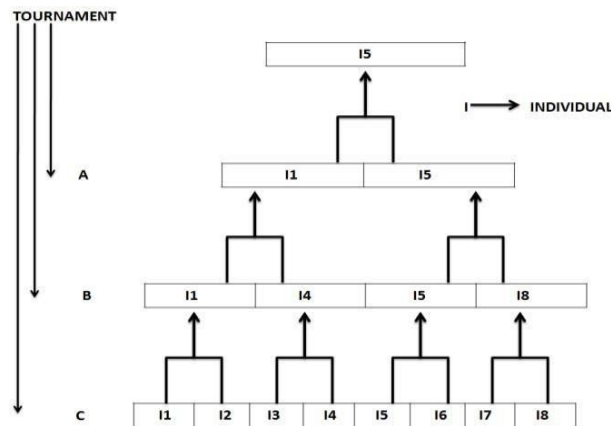 TOURNAMENT
I5
I INDIVIDUAL
A I1 I5
B I1 I4 I5 I8
C I1 I2 I3 I4 I5 I6 I7 I8